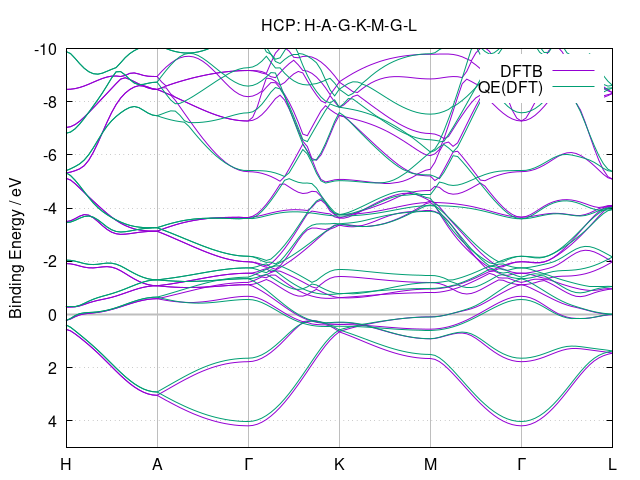 HCP: H-A-G-K-M-G-L
-10
-8
-6
-4
-2
0
2
4
Binding Energy / eV
DFTB
QE(DFT)
H A Γ K M Γ L